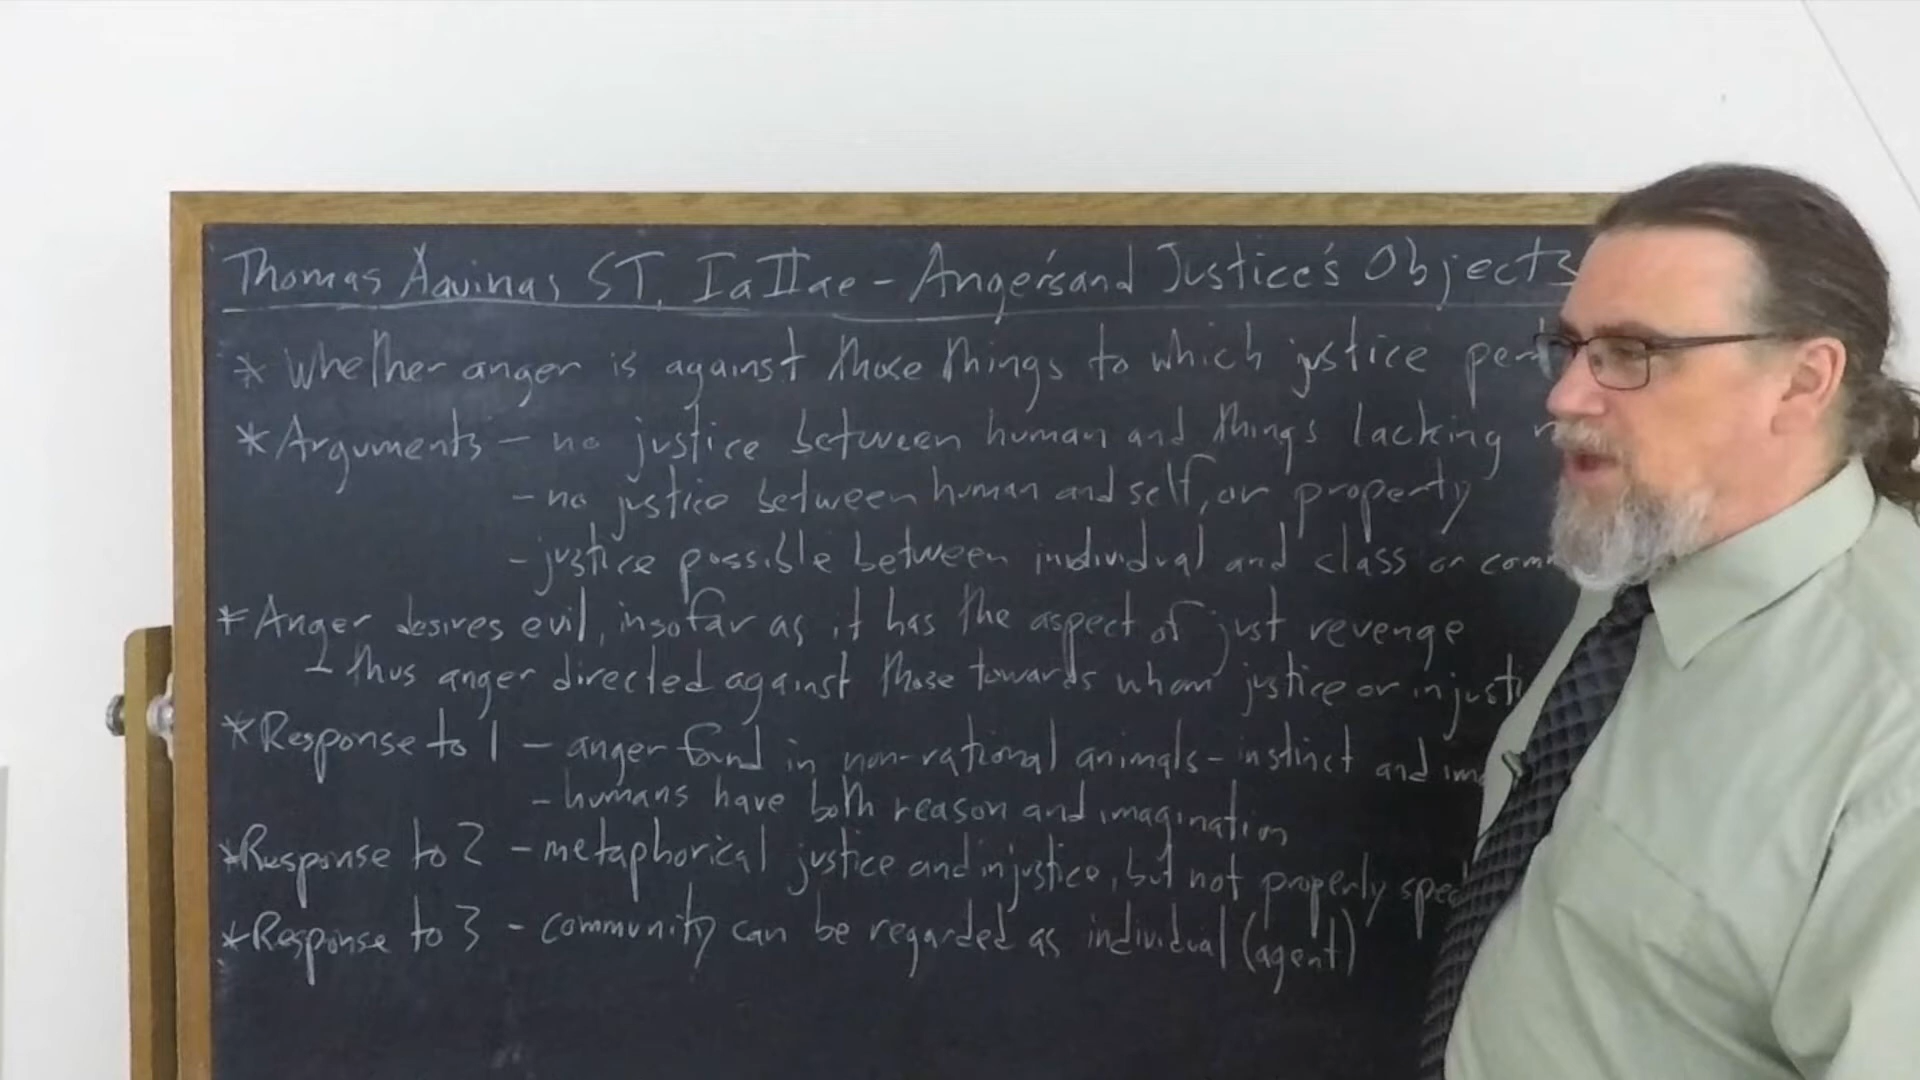 Thomas Aquinas ST, Ia IIae - Anger's and Justice's Objects
* Whether anger is against those things to which justice
* Arguments - no justice between human and things lacking
- no justice between human and self, or property
- justice possible between individual and class or
* Anger desires evil, insofar as it has the aspect of just revenge
- thus anger directed against those towards whom justice or
* Response to 1 - anger found in non-rational animals - instinct and
- humans have both reason and imagination
* Response to 2 - metaphorical justice and injustice, but not properly
* Response to 3 - community can be regarded as individual (agent)